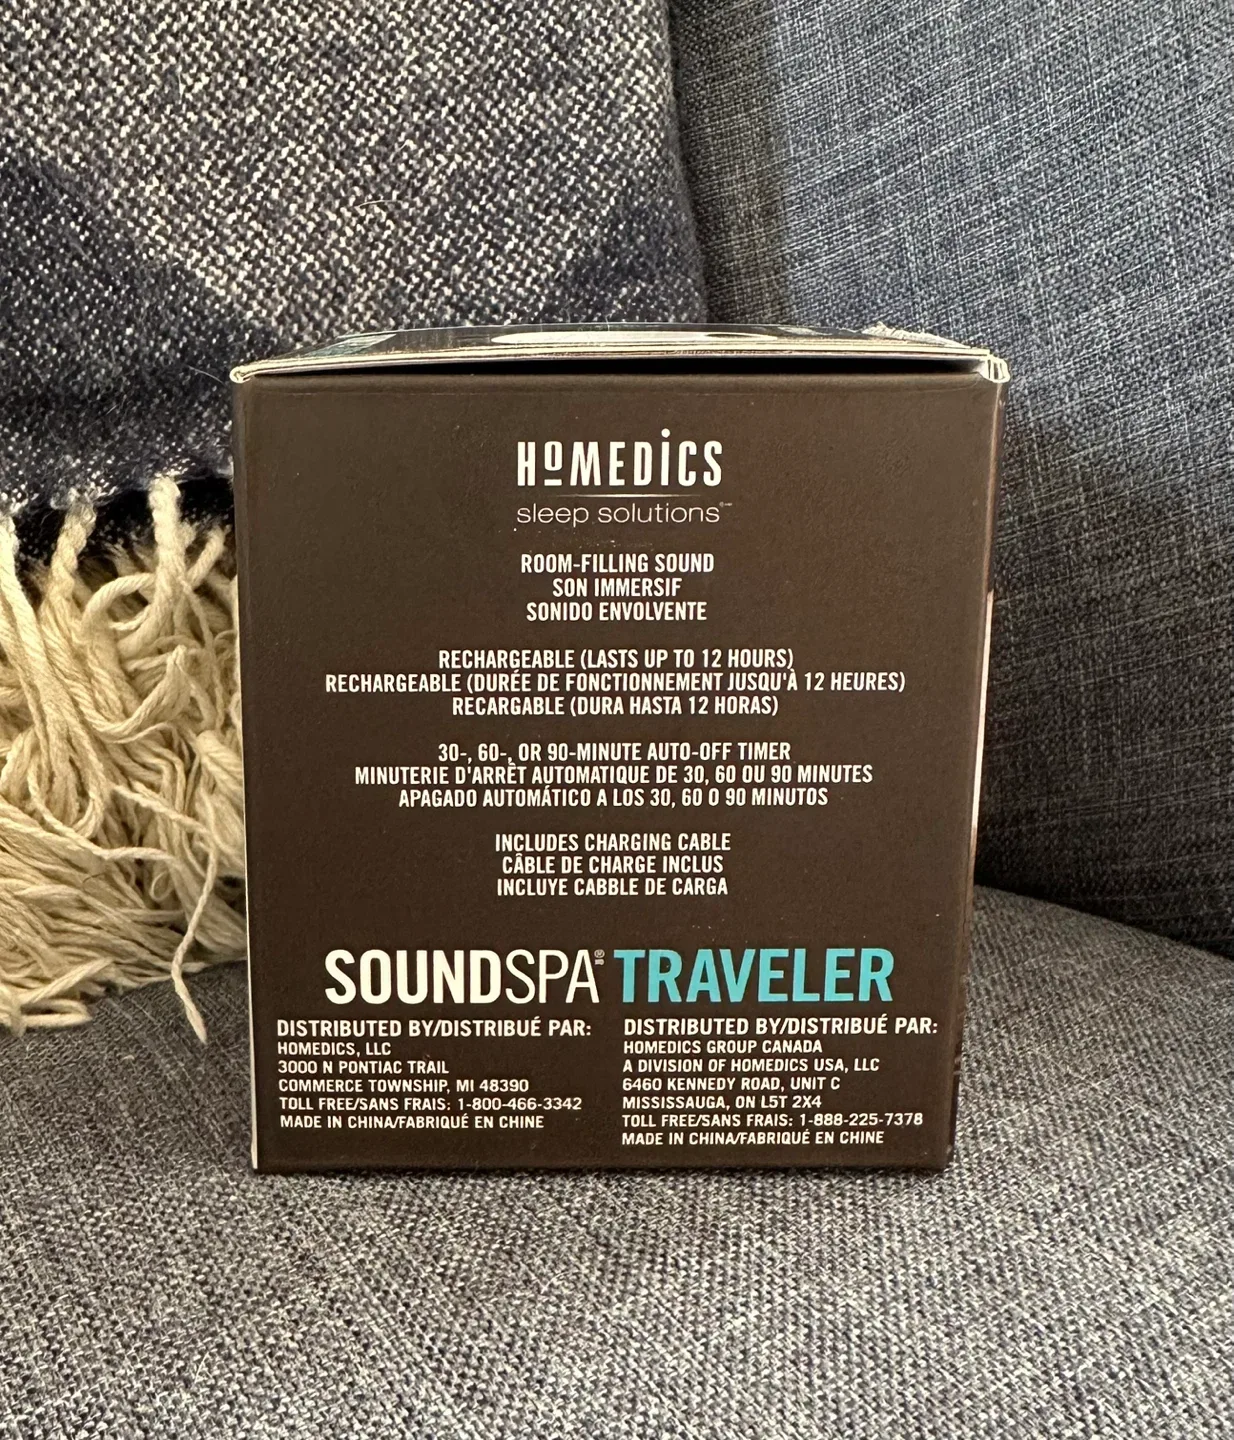 HoMEDiCS
sleep solutions
ROOM-FILLING SOUND
SON IMMERSIF
SONIDO ENVOLVENTE
RECHARGEABLE (LASTS UP TO 12 HOURS)
RECHARGEABLE (DURÉE DE FONCTIONNEMENT JUSQU'À 12 HEURES)
RECARGABLE (DURA HASTA 12 HORAS)
30-, 60-, OR 90-MINUTE AUTO-OFF TIMER
MINUTERIE D'ARRÊT AUTOMATIQUE DE 30, 60 OU 90 MINUTES
APAGADO AUTOMÁTICO A LOS 30, 60 O 90 MINUTOS
INCLUDES CHARGING CABLE
CÂBLE DE CHARGE INCLUS
INCLUYE CABBLE DE CARGA
SOUNDSPA® TRAVELER
DISTRIBUTED BY/DISTRIBUÉ PAR:
HOMEDICS, LLC
3000 N PONTIAC TRAIL
COMMERCE TOWNSHIP, MI 48390
TOLL FREE/SANS FRAIS: 1-800-466-3342
MADE IN CHINA/FABRIQUÉ EN CHINE
DISTRIBUTED BY/DISTRIBUÉ PAR:
HOMEDICS GROUP CANADA
A DIVISION OF HOMEDICS USA, LLC
6460 KENNEDY ROAD, UNIT C
MISSISSAUGA, ON L5T 2X4
TOLL FREE/SANS FRAIS: 1-888-225-7378
MADE IN CHINA/FABRIQUÉ EN CHINE